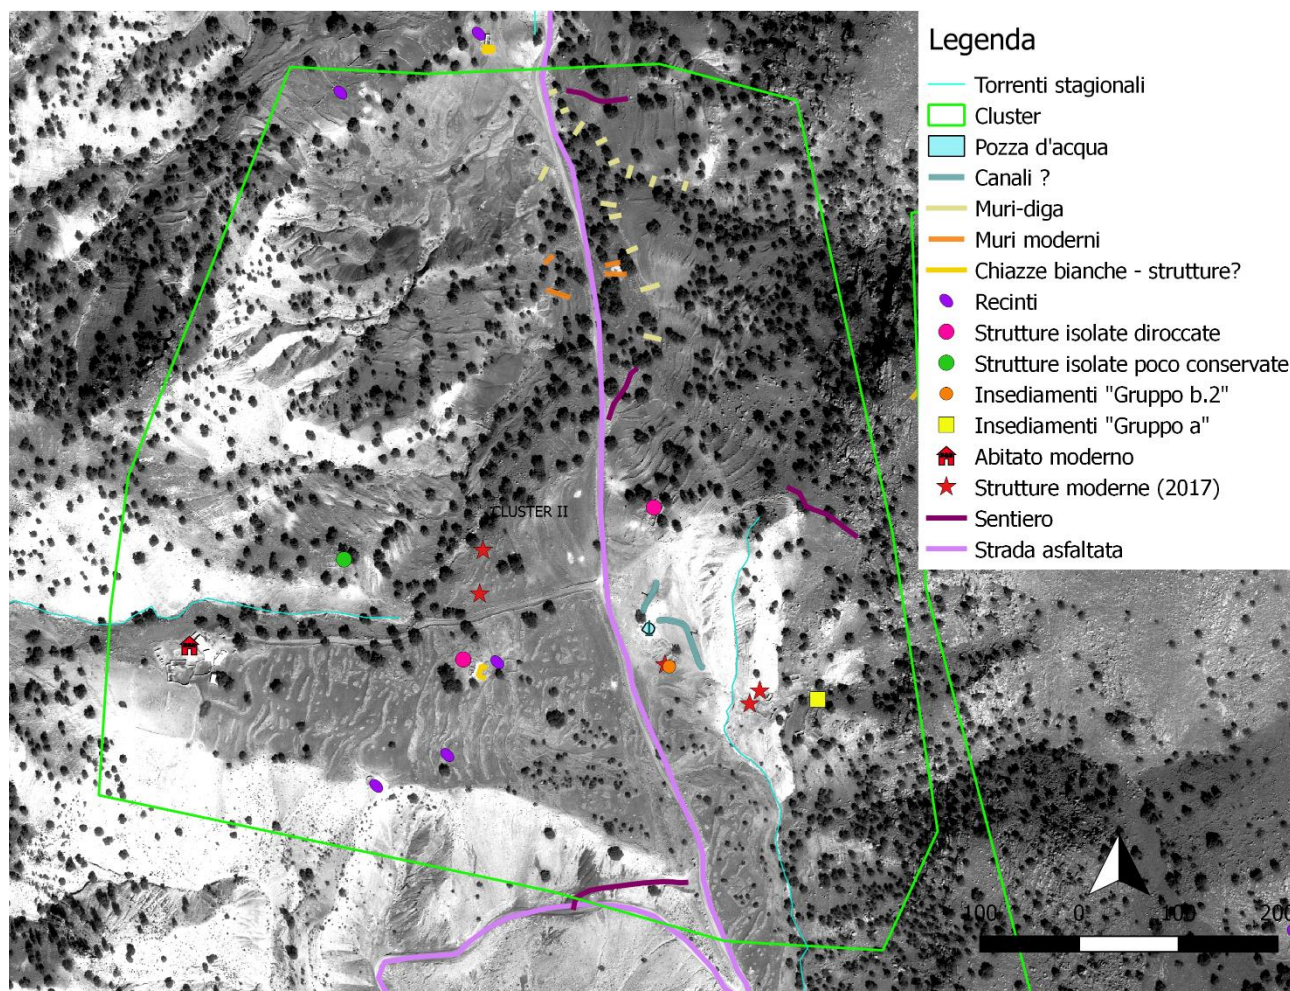 Legenda
Torrenti stagionali
Cluster
Pozza d'acqua
Canali ?
Muri-diga
Muri moderni
Chiazze bianche - strutture?
Recinti
Strutture isolate diroccate
Strutture isolate poco conservate
Insediamenti "Gruppo b.2"
Insediamenti "Gruppo a"
Abitato moderno
Strutture moderne (2017)
Sentiero
Strada asfaltata
CLUSTER II
100 0 100 200